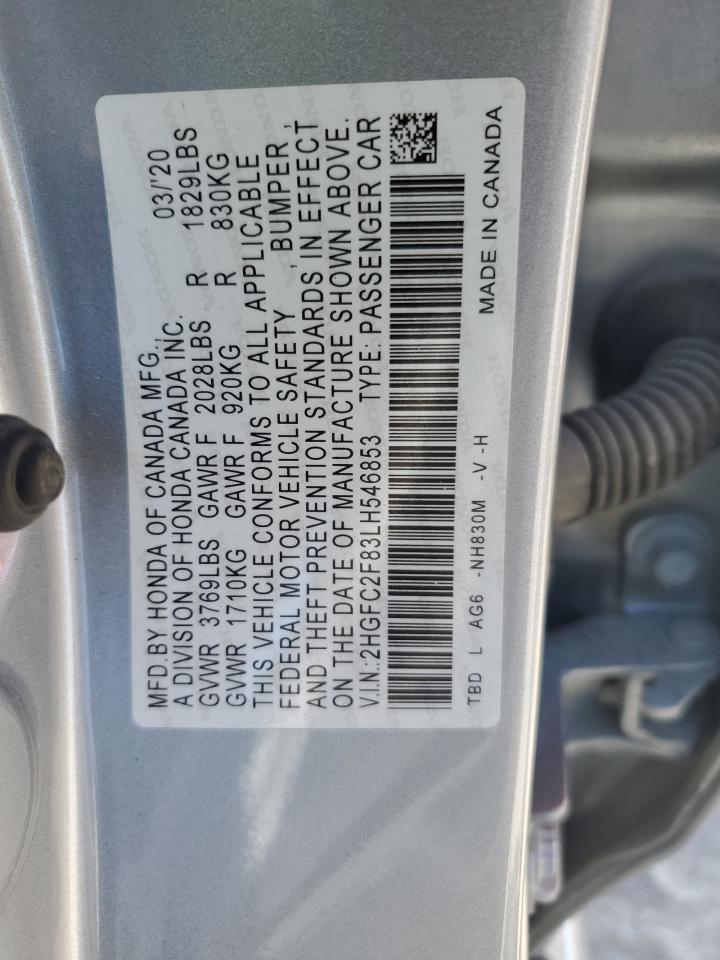 MFD.BY HONDA OF CANADA MFG., 03/'20
A DIVISION OF HONDA CANADA INC.
GVWR 3769LBS GAWR F 2028LBS R 1829LBS
GVWR 1710KG GAWR F 920KG R 830KG
THIS VEHICLE CONFORMS TO ALL APPLICABLE
FEDERAL MOTOR VEHICLE SAFETY , BUMPER ,
AND THEFT PREVENTION STANDARDS IN EFFECT
ON THE DATE OF MANUFACTURE SHOWN ABOVE.
V.I.N.:2HGFC2F83LH546853 TYPE: PASSENGER CAR
TBD L AG6 -NH830M -V -H MADE IN CANADA